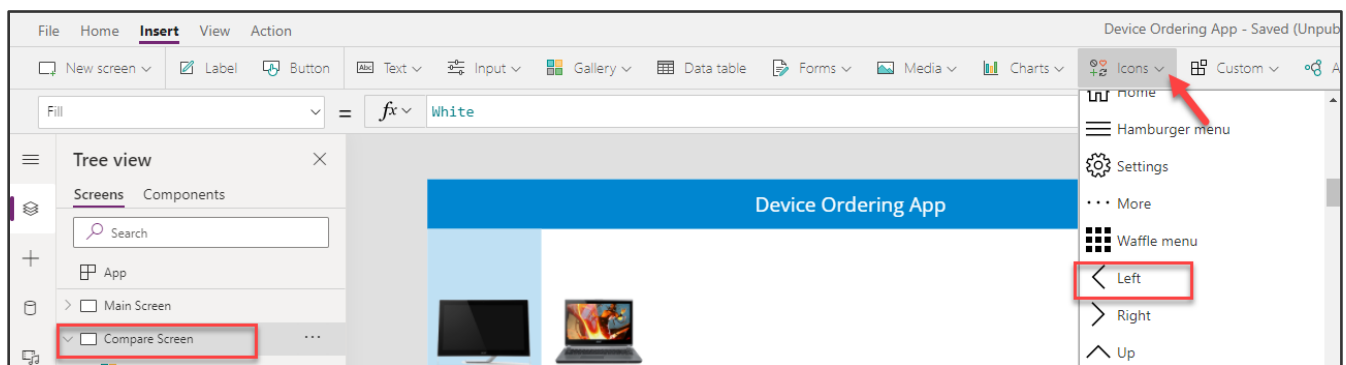 File Home Insert View Action Device Ordering App - Saved (Unpub
New screen Label Button Abc Text Input Gallery Data table Forms Media Charts Icons Custom A
Fill = fx White
Home
Hamburger menu
Tree view
Settings
Screens Components
Device Ordering App
More
Search
Waffle menu
App
Left
Main Screen
Right
Compare Screen ...
Up